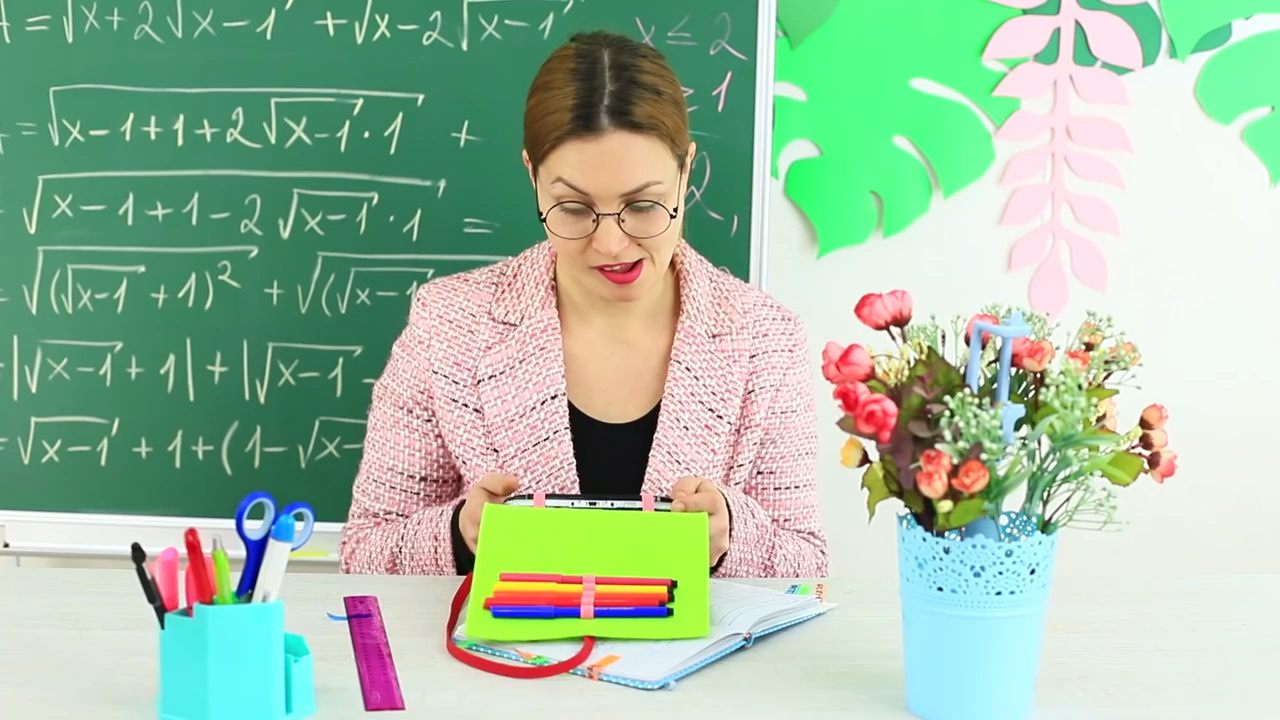 A = √x+2√x-1 + √x-2√x-1
x ≤ 2
= √x-1+1+2√x-1·1 +
≥ 1
√x-1+1-2√x-1·1 =
2,
√(√x-1+1)² + √(√x-1
|√x-1+1|+|√x-1-
= √x-1+1+(1-√x-